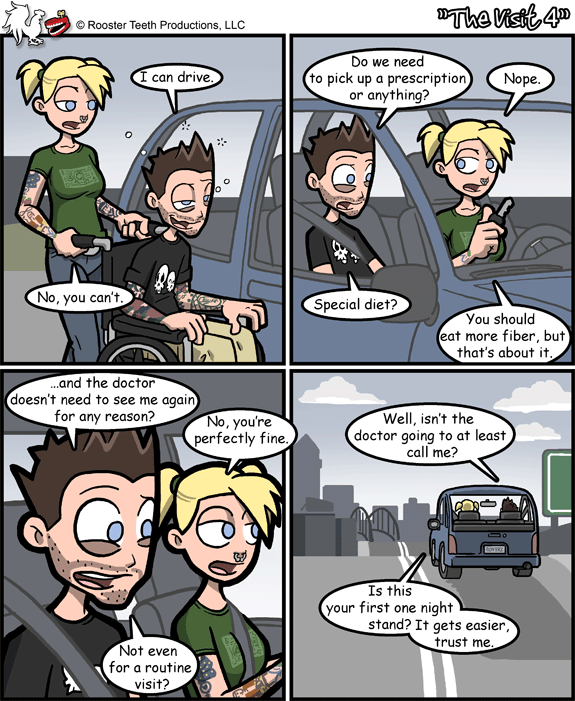 © Rooster Teeth Productions, LLC
"The Visit 4"
I can drive.
No, you can't.
Do we need
to pick up a prescription
or anything?
Nope.
Special diet?
You should
eat more fiber, but
that's about it.
...and the doctor
doesn't need to see me again
for any reason?
No, you're
perfectly fine.
Not even
for a routine
visit?
Well, isn't the
doctor going to at least
call me?
Is this
your first one night
stand? It gets easier,
trust me.